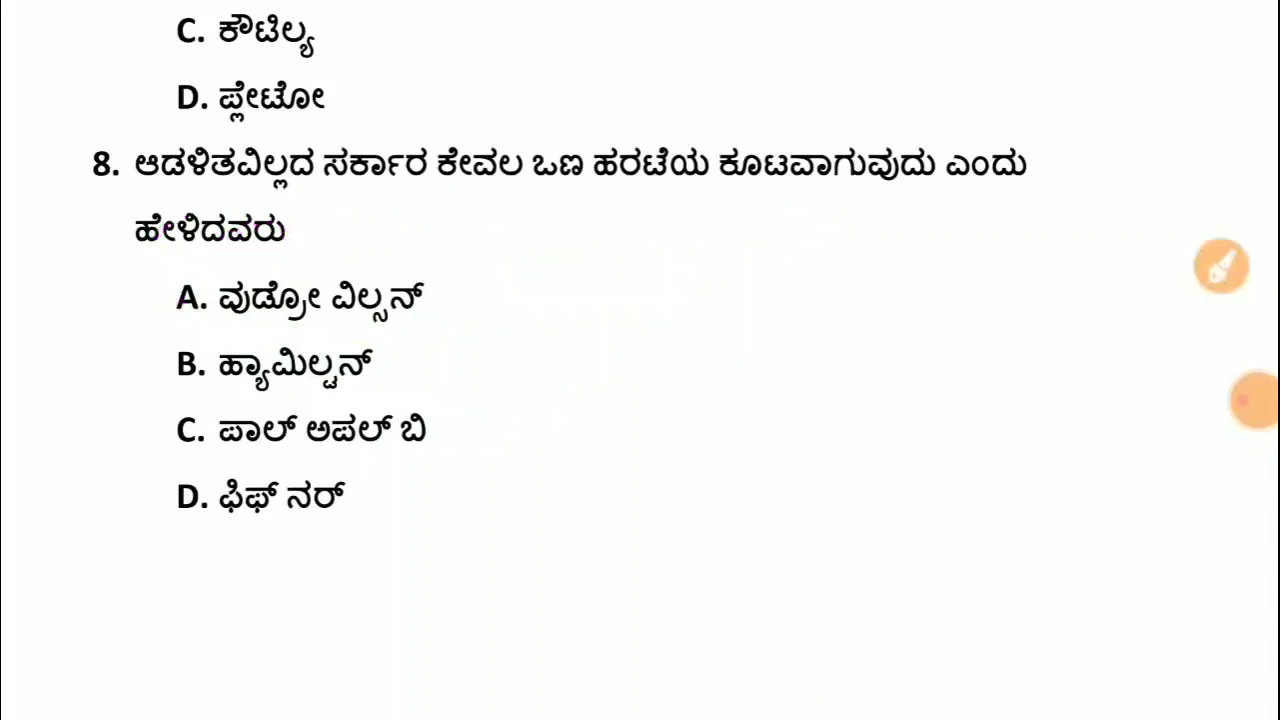 C. ಕೌಟಿಲ್ಯ
D. ಪ್ಲೇಟೋ
8. ಆಡಳಿತವಿಲ್ಲದ ಸರ್ಕಾರ ಕೇವಲ ಒಣ ಹರಟೆಯ ಕೂಟವಾಗುವುದು ಎಂದು
ಹೇಳಿದವರು
A. ವುಡ್ರೋ ವಿಲ್ಸನ್
B. ಹ್ಯಾಮಿಲ್ಟನ್
C. ಪಾಲ್ ಅಪಲ್ ಬಿ
D. ಫಿಫ್ ನರ್